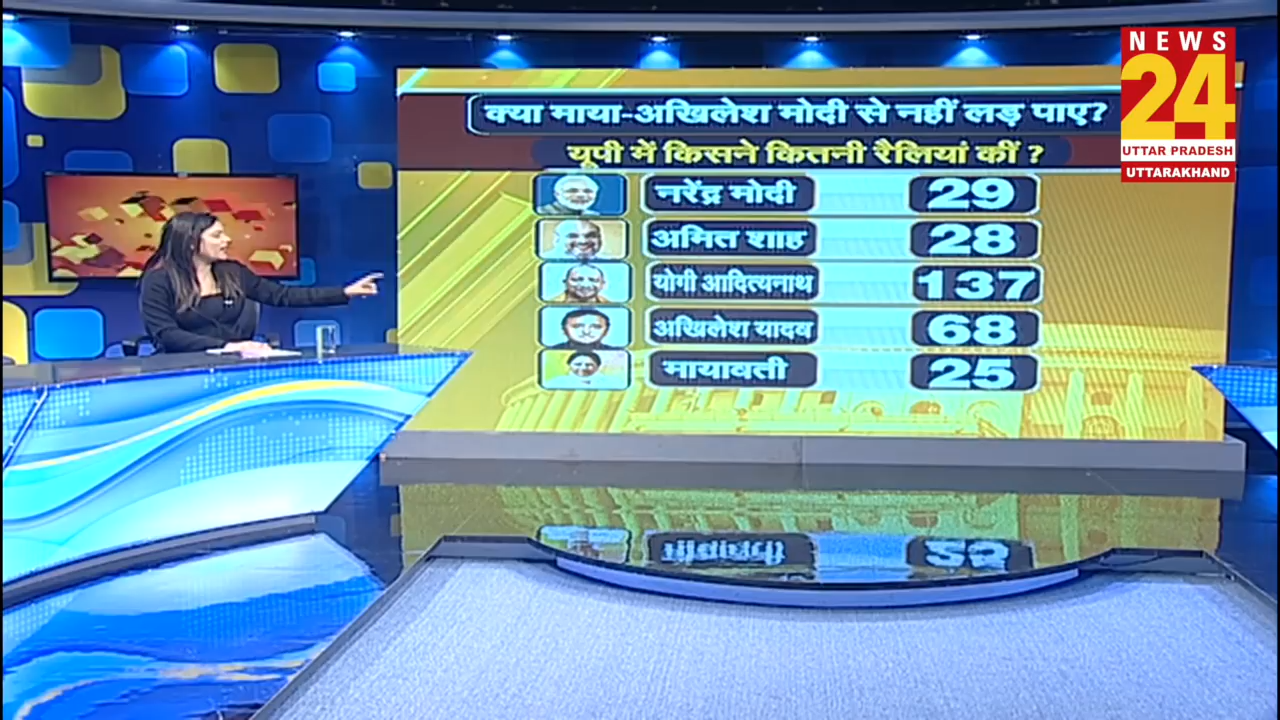 NEWS
24
UTTAR PRADESH
UTTARAKHAND
क्या माया-अखिलेश मोदी से नहीं लड़ पाए?
यूपी में किसने कितनी रैलियां कीं ?
नरेंद्र मोदी 29
अमित शाह 28
योगी आदित्यनाथ 137
अखिलेश यादव 68
मायावती 25